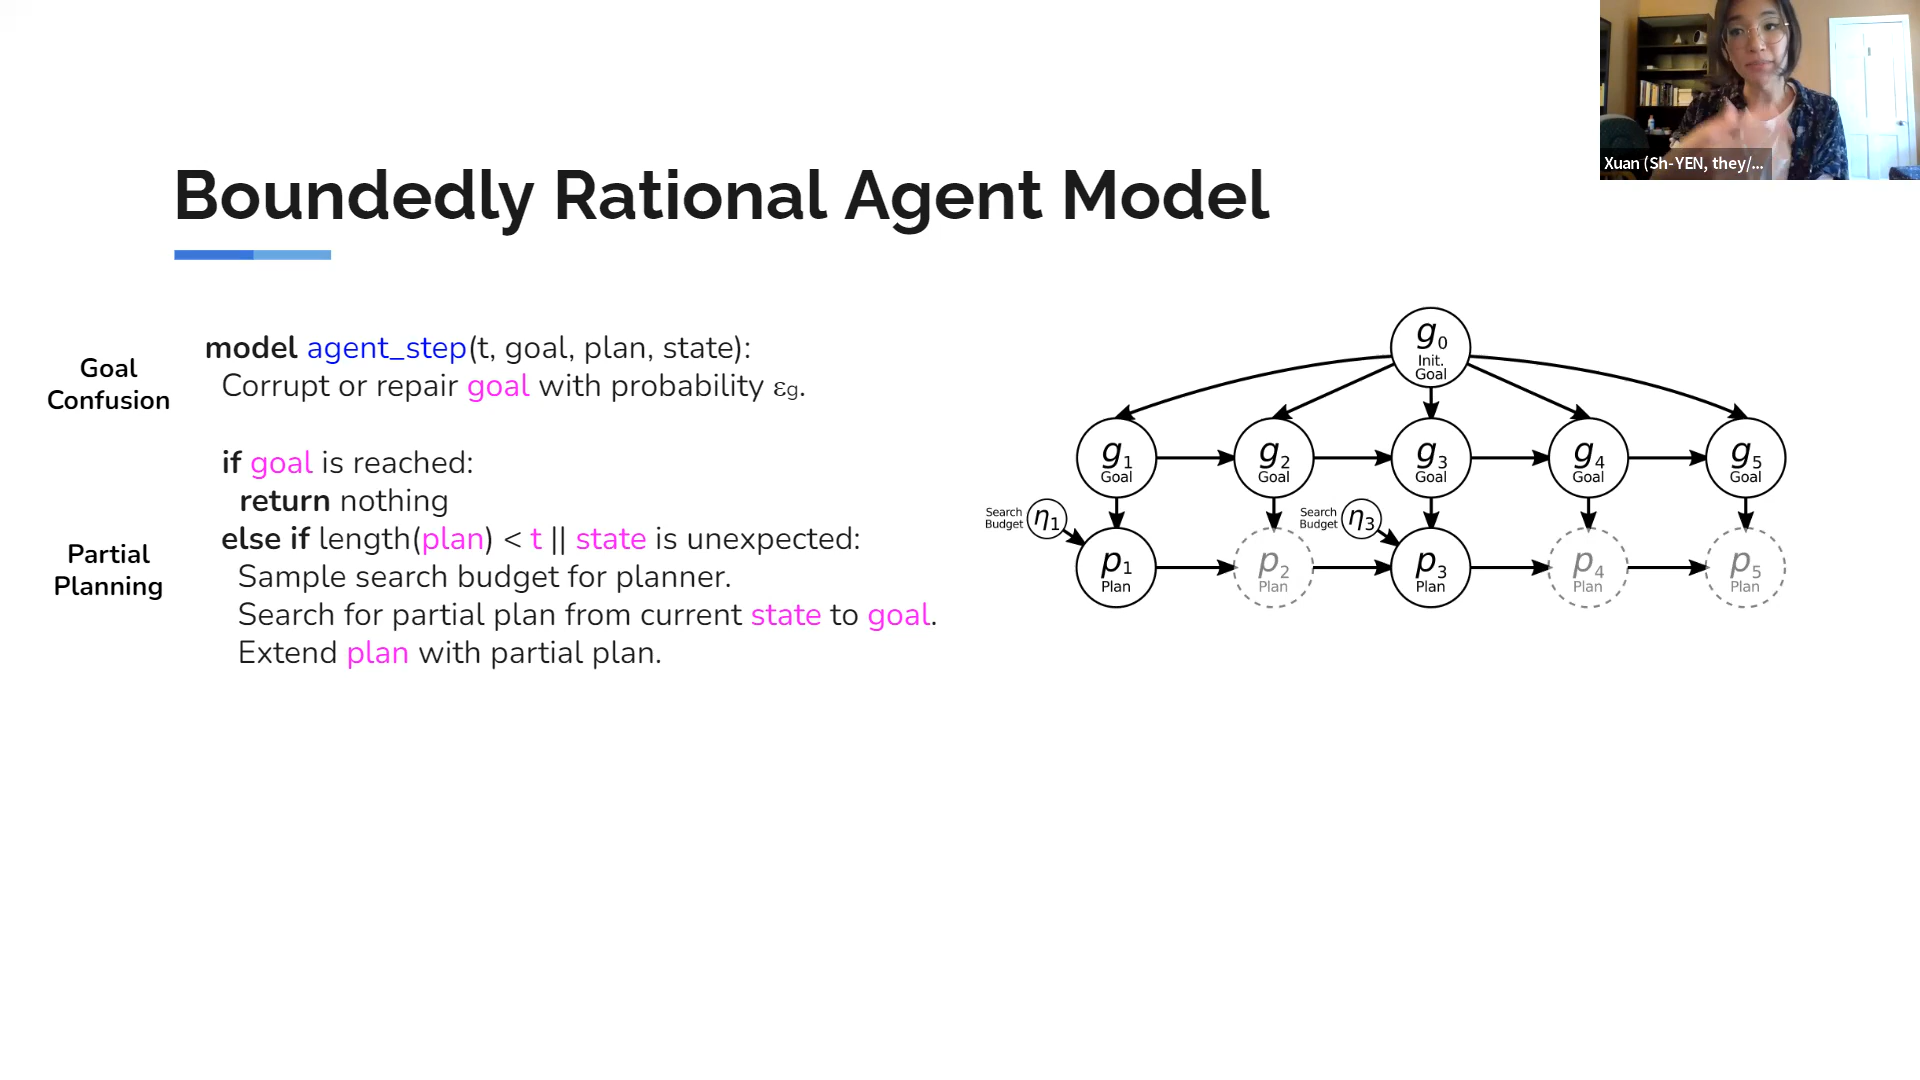 Xuan (Sh-YEN, they/...
Boundedly Rational Agent Model
Goal
Confusion
model agent_step(t, goal, plan, state):
Corrupt or repair goal with probability εg.
if goal is reached:
return nothing
Partial
Planning
else if length(plan) < t || state is unexpected:
Sample search budget for planner.
Search for partial plan from current state to goal.
Extend plan with partial plan.
g0
Init.
Goal
g1
Goal
g2
Goal
g3
Goal
g4
Goal
g5
Goal
Search
Budget
η1
Search
Budget
η3
p1
Plan
p2
Plan
p3
Plan
p4
Plan
p5
Plan